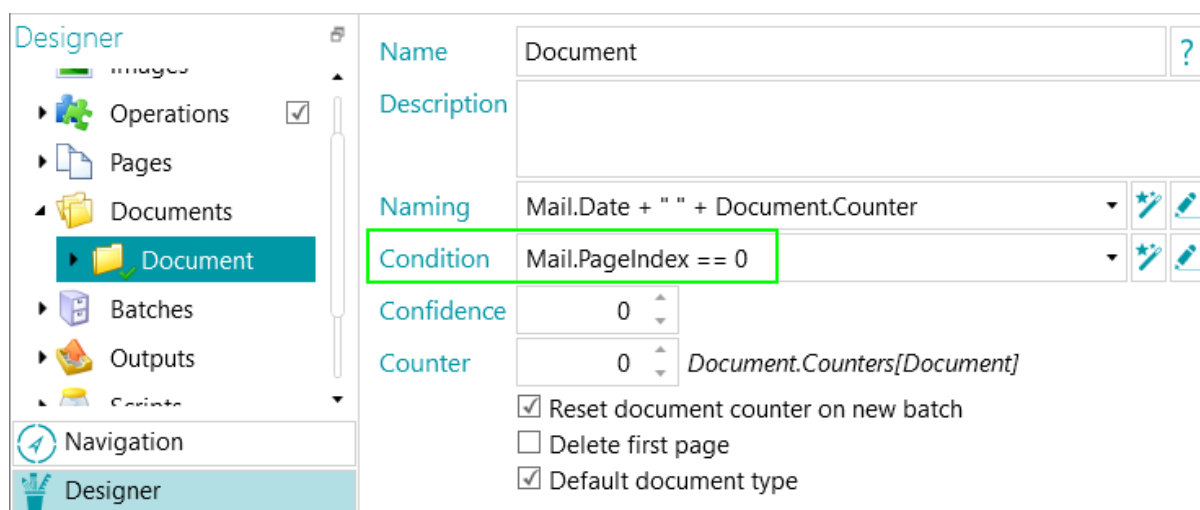 Designer
Images
Operations
Pages
Documents
Document
Batches
Outputs
Scripts
Navigation
Designer
Name Document ?
Description
Naming Mail.Date + " " + Document.Counter
Condition Mail.PageIndex == 0
Confidence 0
Counter 0 Document.Counters[Document]
Reset document counter on new batch
Delete first page
Default document type